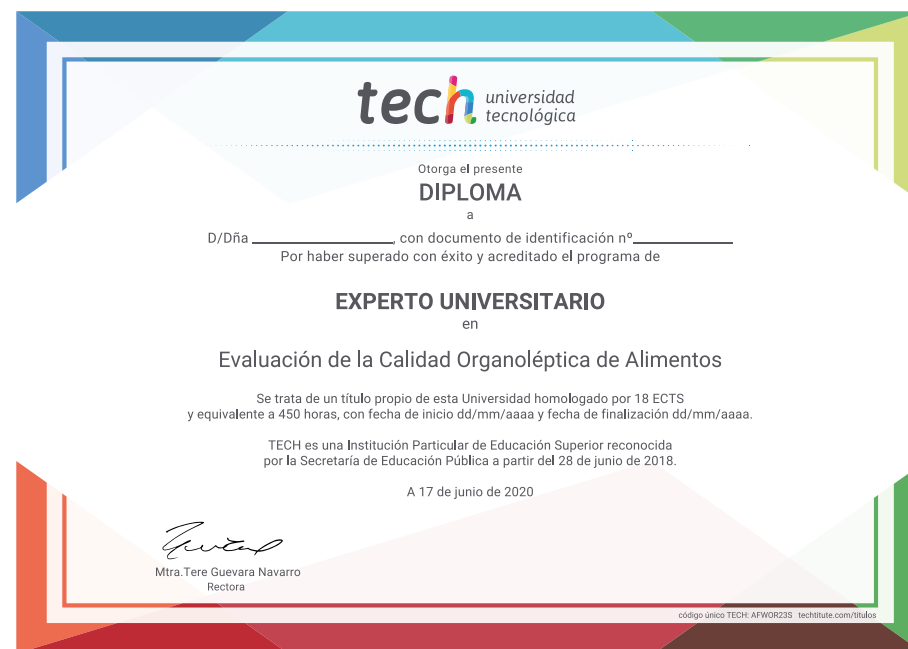 tech universidad
tecnológica
Otorga el presente
DIPLOMA
a
D/Dña ____________________, con documento de identificación nº______________
Por haber superado con éxito y acreditado el programa de
EXPERTO UNIVERSITARIO
en
Evaluación de la Calidad Organoléptica de Alimentos
Se trata de un título propio de esta Universidad homologado por 18 ECTS
y equivalente a 450 horas, con fecha de inicio dd/mm/aaaa y fecha de finalización dd/mm/aaaa.
TECH es una Institución Particular de Educación Superior reconocida
por la Secretaría de Educación Pública a partir del 28 de junio de 2018.
A 17 de junio de 2020
Mtra.Tere Guevara Navarro
Rectora
código único TECH: AFWOR23S techtitute.com/titulos